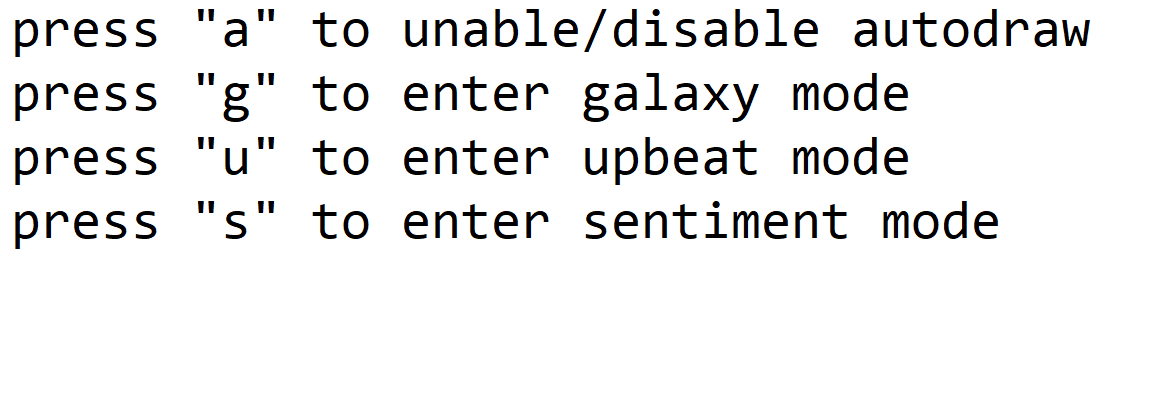 press "a" to unable/disable autodraw
press "g" to enter galaxy mode
press "u" to enter upbeat mode
press "s" to enter sentiment mode